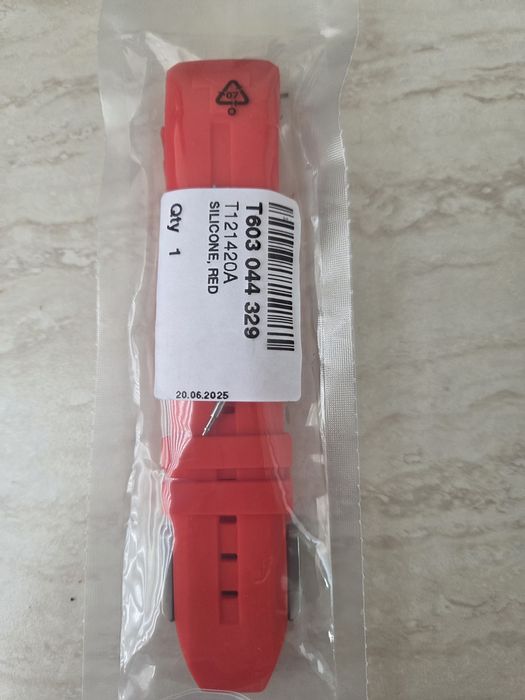 07
O
T603 044 329
T121420A
SILICONE, RED
Qty 1
20.06.2025